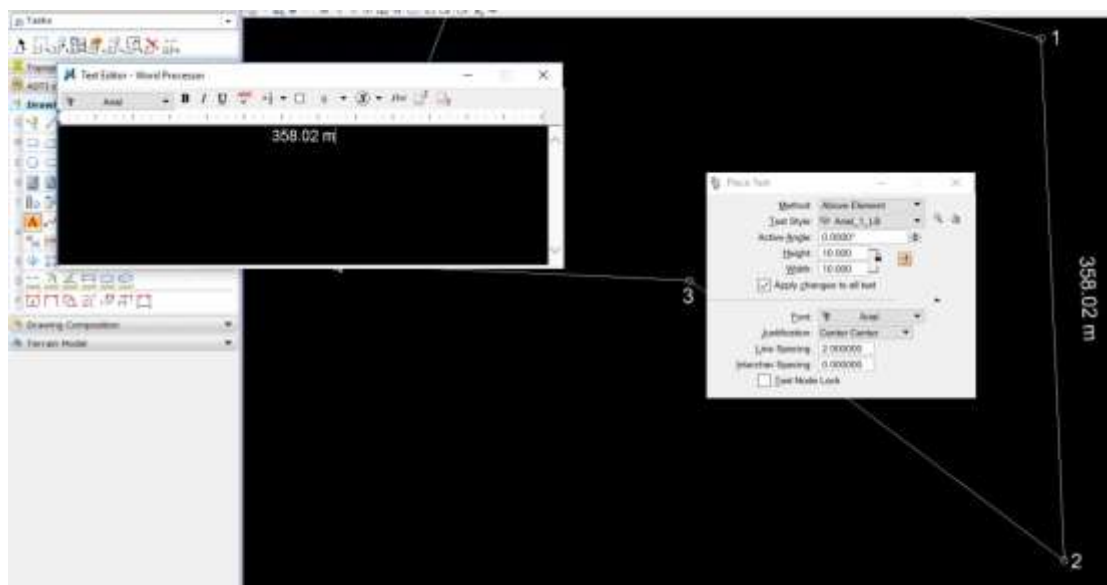 Tasks
Text Editor - Word Processor
Arial
358.02 m
Place Text
Method: Above Element
Text Style: Arial_1_LB
Active Angle: 0.0000°
Height: 10.000
Width: 10.000
Apply changes to all text
Font: Arial
Justification: Center Center
Line Spacing: 2.000000
Interchar Spacing: 0.000000
Text Node Lock
Drawing Composition
Terrain Model
1
3
358.02 m
2